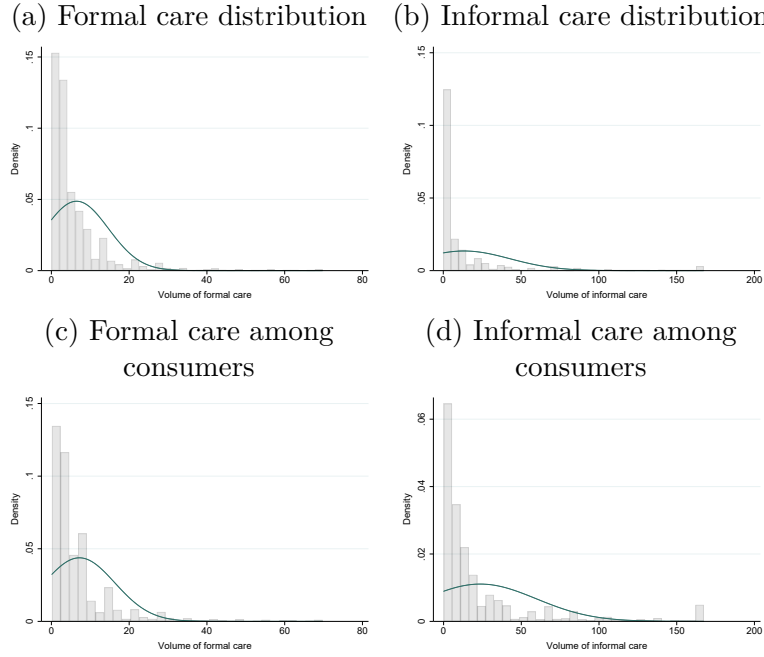 (a) Formal care distribution
.15
.1
.05
0
Density
0 20 40 60 80
Volume of formal care
(b) Informal care distribution
.15
.1
.05
0
Density
0 50 100 150 200
Volume of informal care
(c) Formal care among
consumers
.15
.1
.05
0
Density
0 20 40 60 80
Volume of formal care
(d) Informal care among
consumers
.06
.04
.02
0
Density
0 50 100 150 200
Volume of informal care